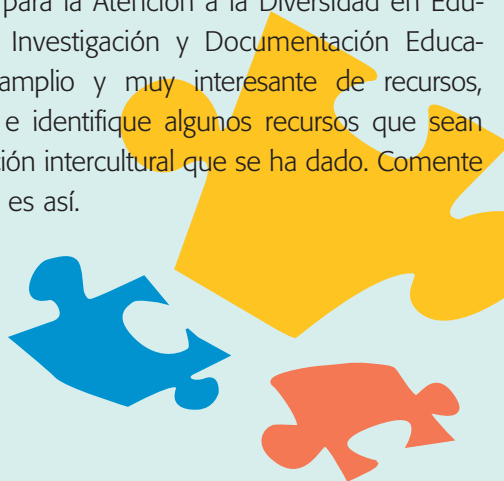 para la Atención a la Diversidad en Edu-
Investigación y Documentación Educa-
amplio y muy interesante de recursos,
e identifique algunos recursos que sean
ción intercultural que se ha dado. Comente
es así.